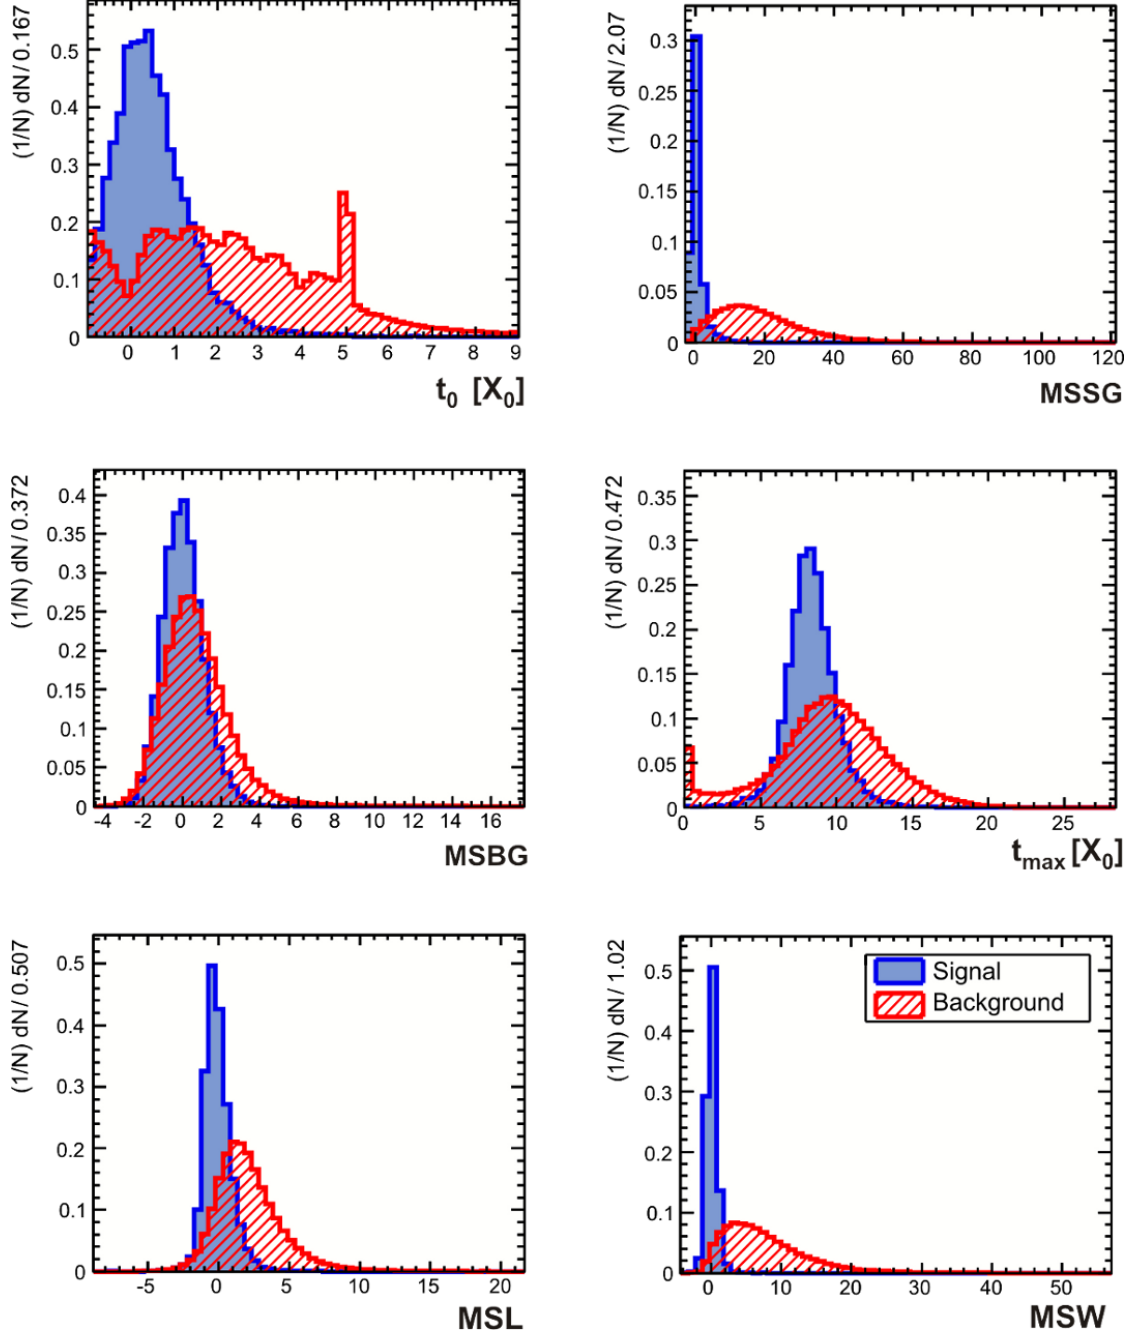 (1/N) dN / 0.167
0.5
0.4
0.3
0.2
0.1
0
0 1 2 3 4 5 6 7 8 9
t₀ [X₀]
(1/N) dN / 2.07
0.3
0.25
0.2
0.15
0.1
0.05
0
0 20 40 60 80 100 120
MSSG
(1/N) dN / 0.372
0.4
0.35
0.3
0.25
0.2
0.15
0.1
0.05
0
-4 -2 0 2 4 6 8 10 12 14 16
MSBG
(1/N) dN / 0.472
0.35
0.3
0.25
0.2
0.15
0.1
0.05
0
0 5 10 15 20 25
t_max [X₀]
(1/N) dN / 0.507
0.5
0.4
0.3
0.2
0.1
0
-5 0 5 10 15 20
MSL
(1/N) dN / 1.02
0.5
0.4
0.3
0.2
0.1
0
0 10 20 30 40 50
MSW
Signal
Background